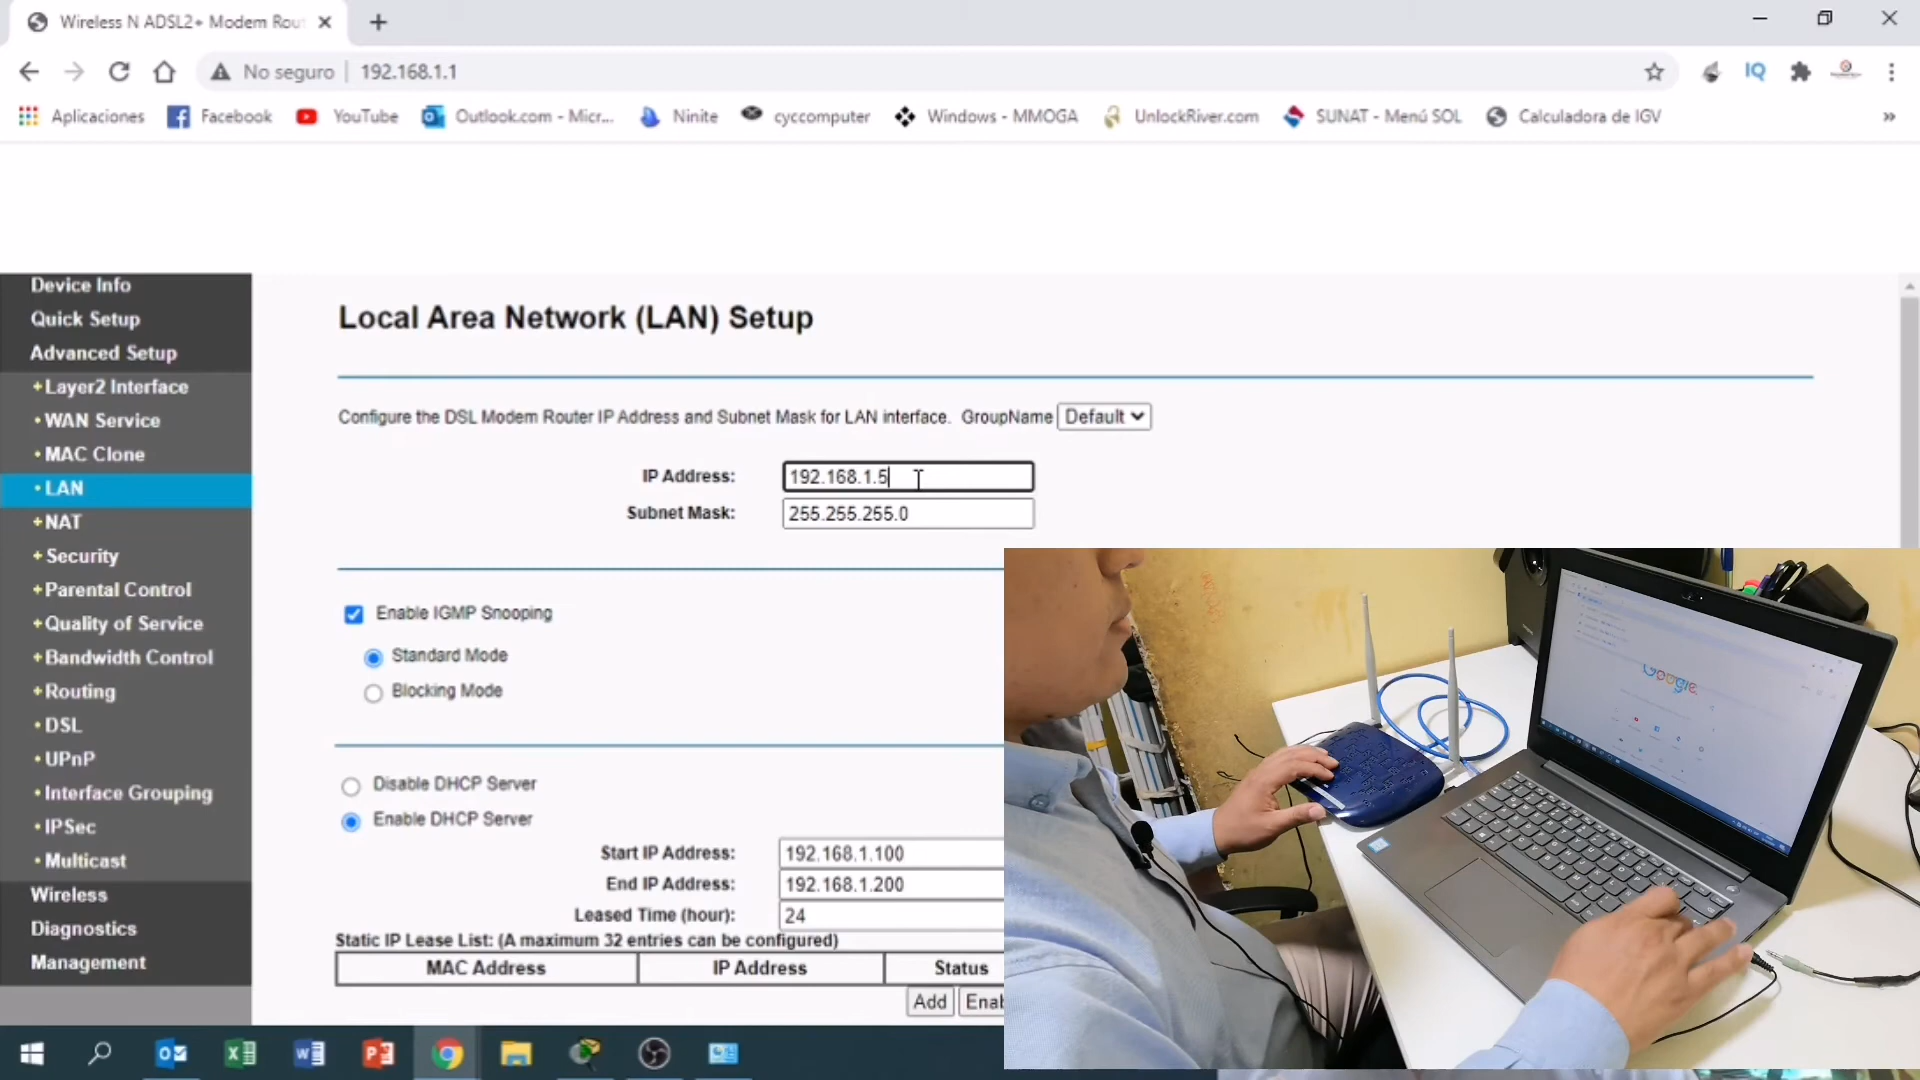 Wireless N ADSL2+ Modem Rou
No seguro 192.168.1.1
IQ
Aplicaciones Facebook YouTube Outlook.com - Micr... Ninite cyccomputer Windows - MMOGA UnlockRiver.com SUNAT - Menú SOL Calculadora de IGV »
Device Info
Quick Setup
Advanced Setup
+Layer2 Interface
•WAN Service
•MAC Clone
•LAN
+NAT
+Security
+Parental Control
+Quality of Service
+Bandwidth Control
+Routing
•DSL
•UPnP
•Interface Grouping
•IPSec
•Multicast
Wireless
Diagnostics
Management
Local Area Network (LAN) Setup
Configure the DSL Modem Router IP Address and Subnet Mask for LAN interface. GroupName Default
IP Address: 192.168.1.5
Subnet Mask: 255.255.255.0
Enable IGMP Snooping
Standard Mode
Blocking Mode
Disable DHCP Server
Enable DHCP Server
Start IP Address: 192.168.1.100
End IP Address: 192.168.1.200
Leased Time (hour): 24
Static IP Lease List: (A maximum 32 entries can be configured)
MAC Address IP Address Status
Add Enab
Google